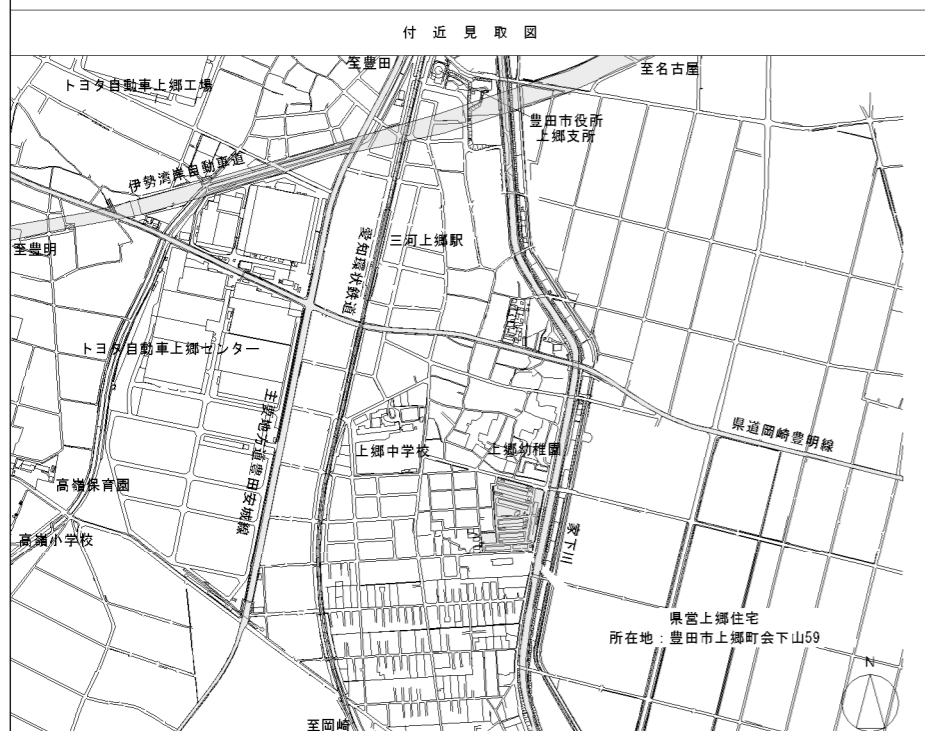 付近見取図
至豊田
至名古屋
トヨタ自動車上郷工場
豊田市役所
上郷支所
伊勢湾岸自動車道
至豊明
愛知環状鉄道
三河上郷駅
トヨタ自動車上郷センター
主要地方道豊田安城線
県道岡崎豊明線
上郷中学校
上郷幼稚園
高嶺保育園
高嶺小学校
家下川
県営上郷住宅
所在地：豊田市上郷町会下山59
N
至岡崎